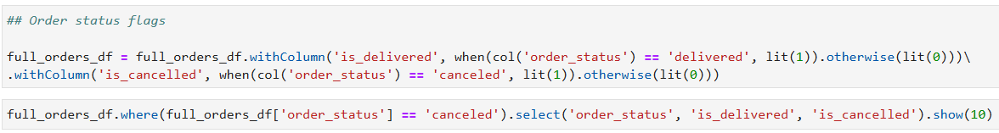 ## Order status flags
full_orders_df = full_orders_df.withColumn('is_delivered', when(col('order_status') == 'delivered', lit(1)).otherwise(lit(0)))\
.withColumn('is_cancelled', when(col('order_status') == 'canceled', lit(1)).otherwise(lit(0)))
full_orders_df.where(full_orders_df['order_status'] == 'canceled').select('order_status', 'is_delivered', 'is_cancelled').show(10)